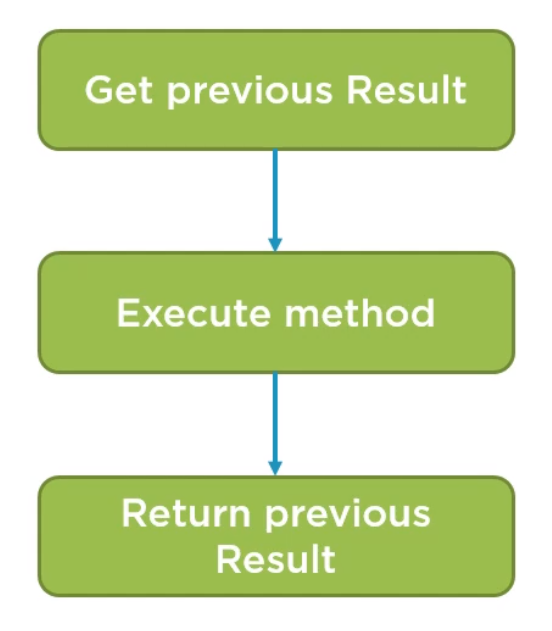 Get previous Result
Execute method
Return previous
Result